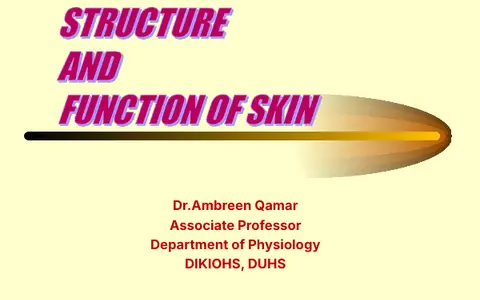 STRUCTURE
AND
FUNCTION OF SKIN
Dr.Ambreen Qamar
Associate Professor
Department of Physiology
DIKIOHS, DUHS